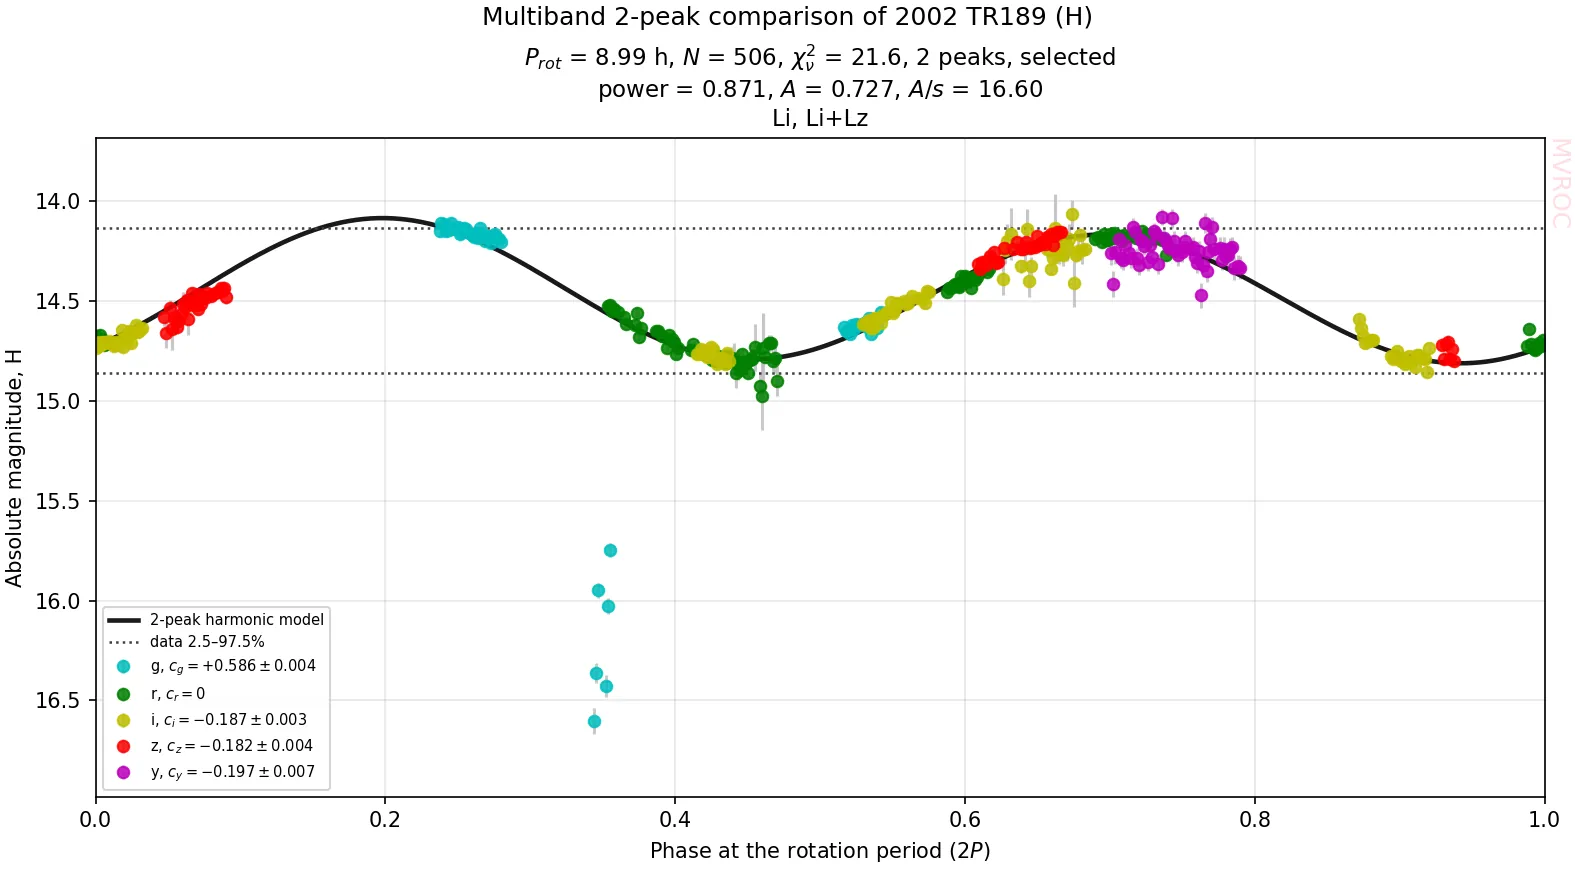 Multiband 2-peak comparison of 2002 TR189 (H)
P_rot = 8.99 h, N = 506, χ²_ν = 21.6, 2 peaks, selected
power = 0.871, A = 0.727, A/s = 16.60
Li, Li+Lz
MVROC
Absolute magnitude, H
14.0
14.5
15.0
15.5
16.0
16.5
2-peak harmonic model
data 2.5–97.5%
g, c_g = +0.586 ± 0.004
r, c_r = 0
i, c_i = −0.187 ± 0.003
z, c_z = −0.182 ± 0.004
y, c_y = −0.197 ± 0.007
0.0 0.2 0.4 0.6 0.8 1.0
Phase at the rotation period (2P)